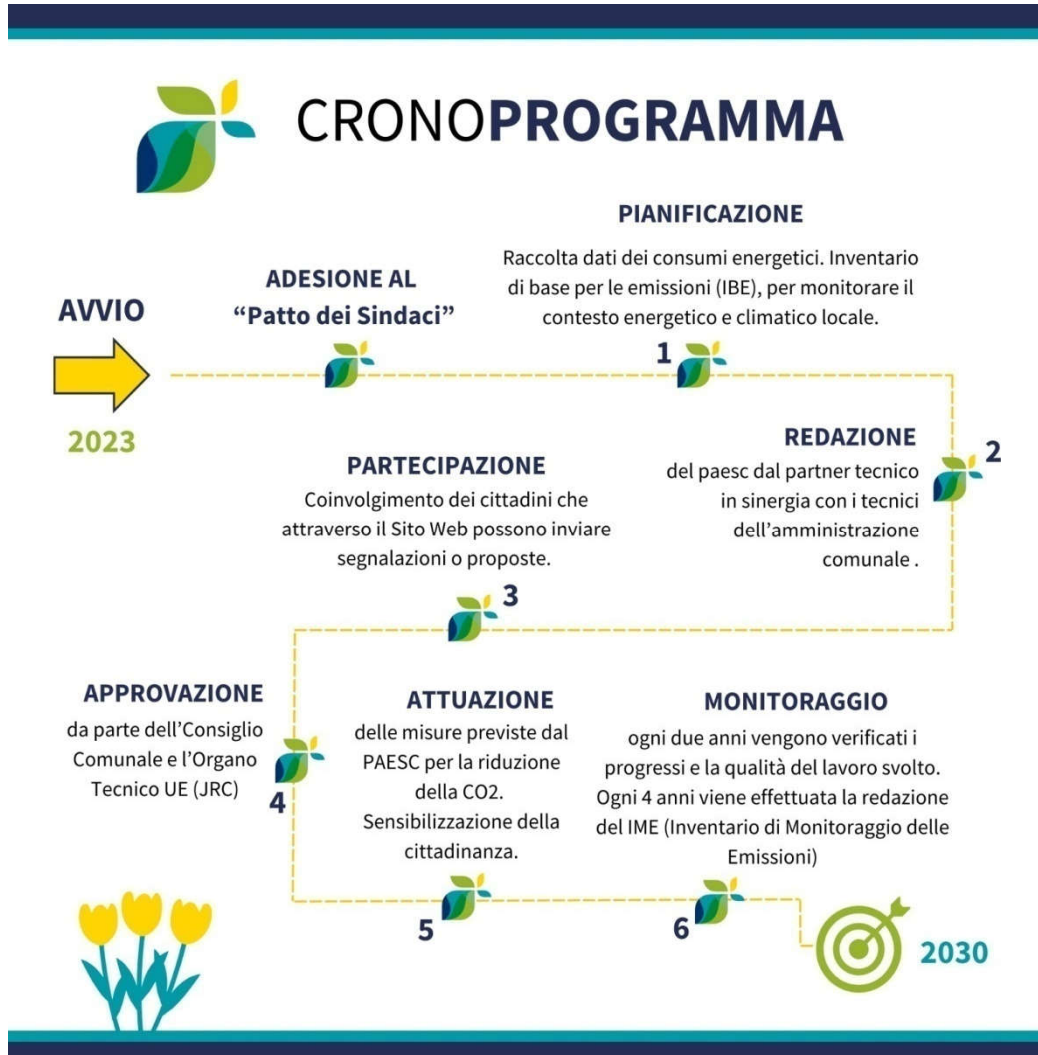 CRONOPROGRAMMA
AVVIO
2023
ADESIONE AL
“Patto dei Sindaci”
PIANIFICAZIONE
Raccolta dati dei consumi energetici. Inventario
di base per le emissioni (IBE), per monitorare il
contesto energetico e climatico locale.
1
REDAZIONE
del paesc dal partner tecnico
in sinergia con i tecnici
dell’amministrazione
comunale .
2
PARTECIPAZIONE
Coinvolgimento dei cittadini che
attraverso il Sito Web possono inviare
segnalazioni o proposte.
3
APPROVAZIONE
da parte dell’Consiglio
Comunale e l’Organo
Tecnico UE (JRC)
4
ATTUAZIONE
delle misure previste dal
PAESC per la riduzione
della CO2.
Sensibilizzazione della
cittadinanza.
5
MONITORAGGIO
ogni due anni vengono verificati i
progressi e la qualità del lavoro svolto.
Ogni 4 anni viene effettuata la redazione
del IME (Inventario di Monitoraggio delle
Emissioni)
6
2030